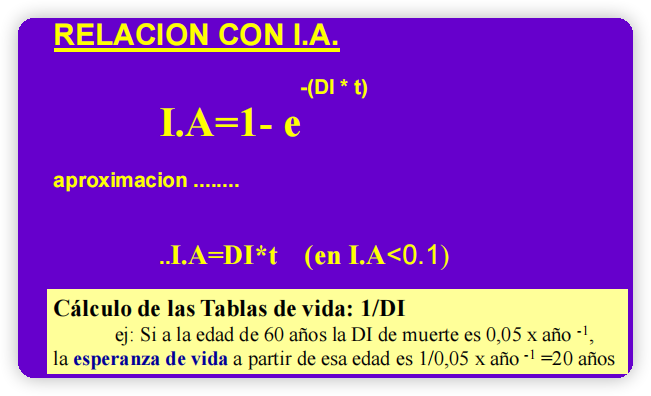 RELACION CON I.A.
I.A=1- e -(DI * t)
aproximacion ........
..I.A=DI*t (en I.A<0.1)
Cálculo de las Tablas de vida: 1/DI
ej: Si a la edad de 60 años la DI de muerte es 0,05 x año -1,
la esperanza de vida a partir de esa edad es 1/0,05 x año -1 =20 años